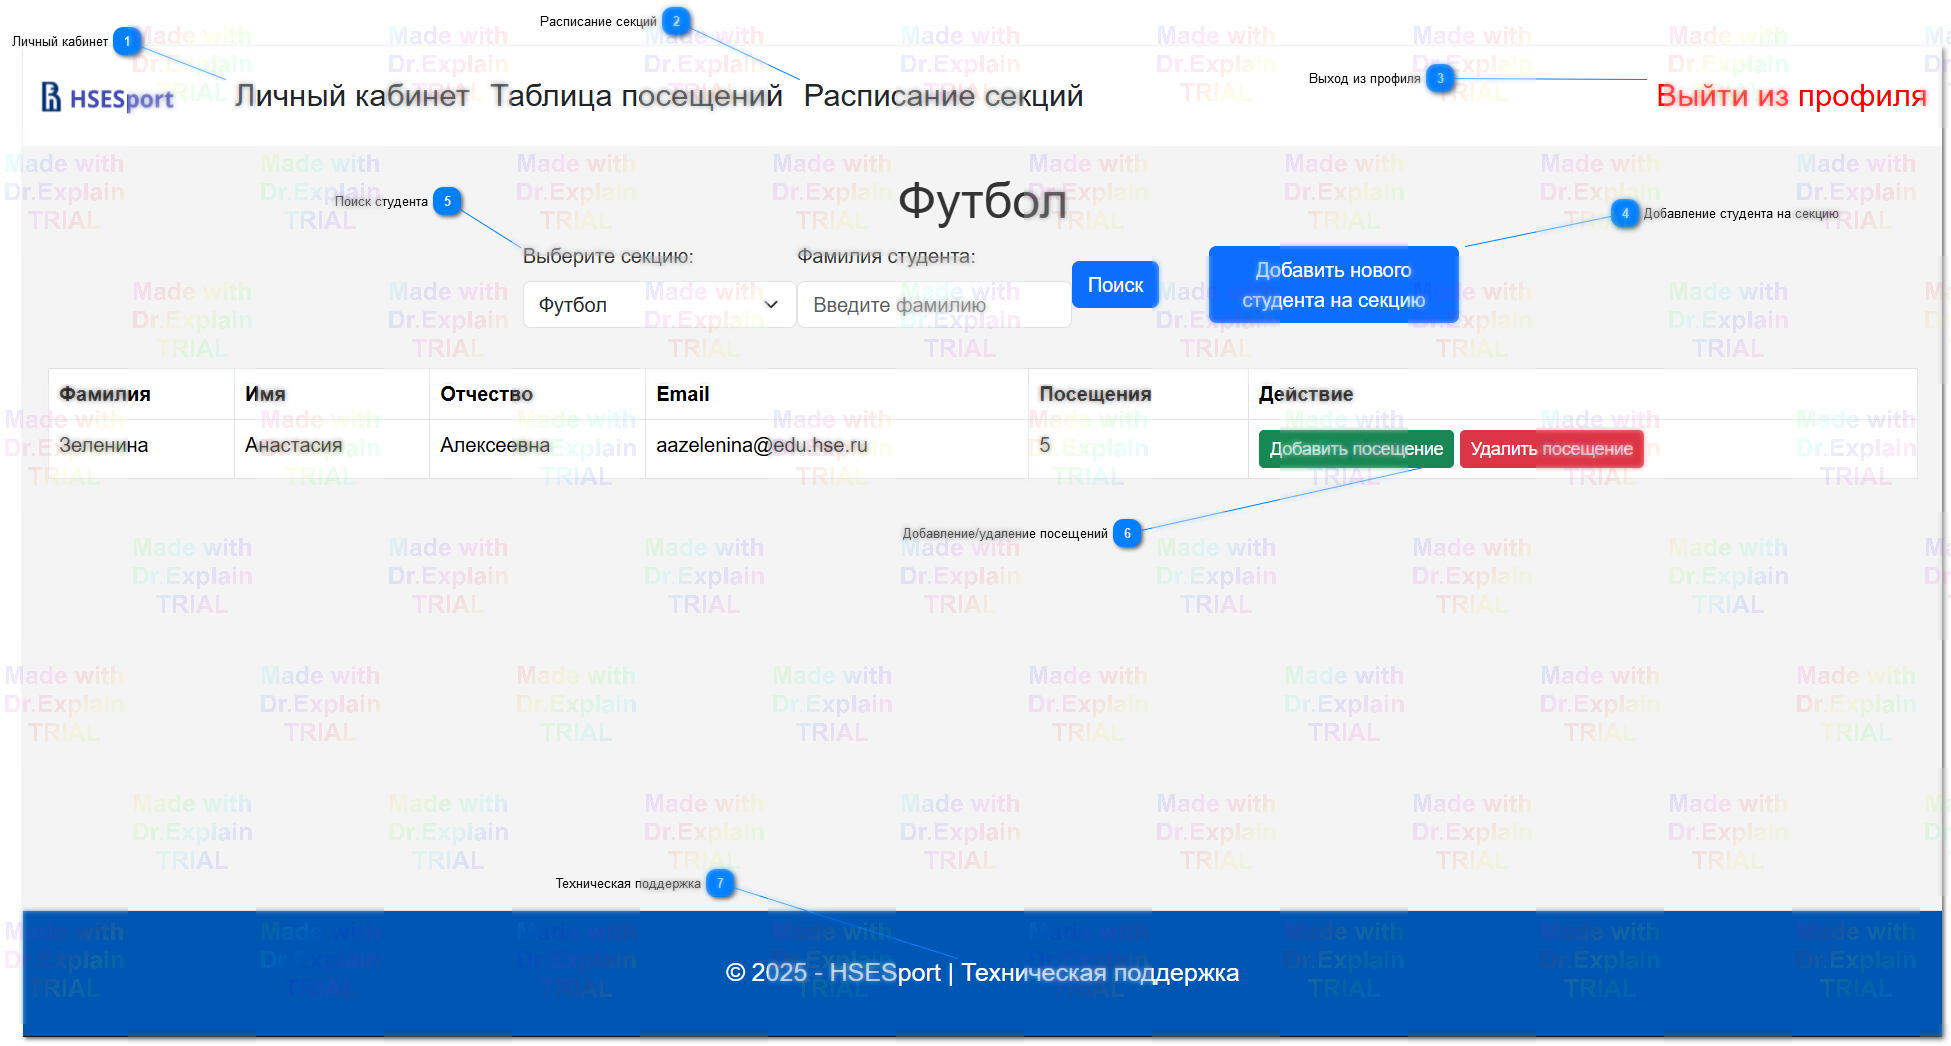 Расписание секций 2
Личный кабинет 1
Выход из профиля 3
HSESport Личный кабинет Таблица посещений Расписание секций Выйти из профиля
Футбол
Поиск студента 5
4 Добавление студента на секцию
Выберите секцию: Фамилия студента:
Футбол Введите фамилию Поиск
Добавить нового
студента на секцию
Фамилия Имя Отчество Email Посещения Действие
Зеленина Анастасия Алексеевна aazelenina@edu.hse.ru 5 Добавить посещение Удалить посещение
Добавление/удаление посещений 6
Техническая поддержка 7
© 2025 - HSESport | Техническая поддержка
Made with
Dr.Explain
TRIAL